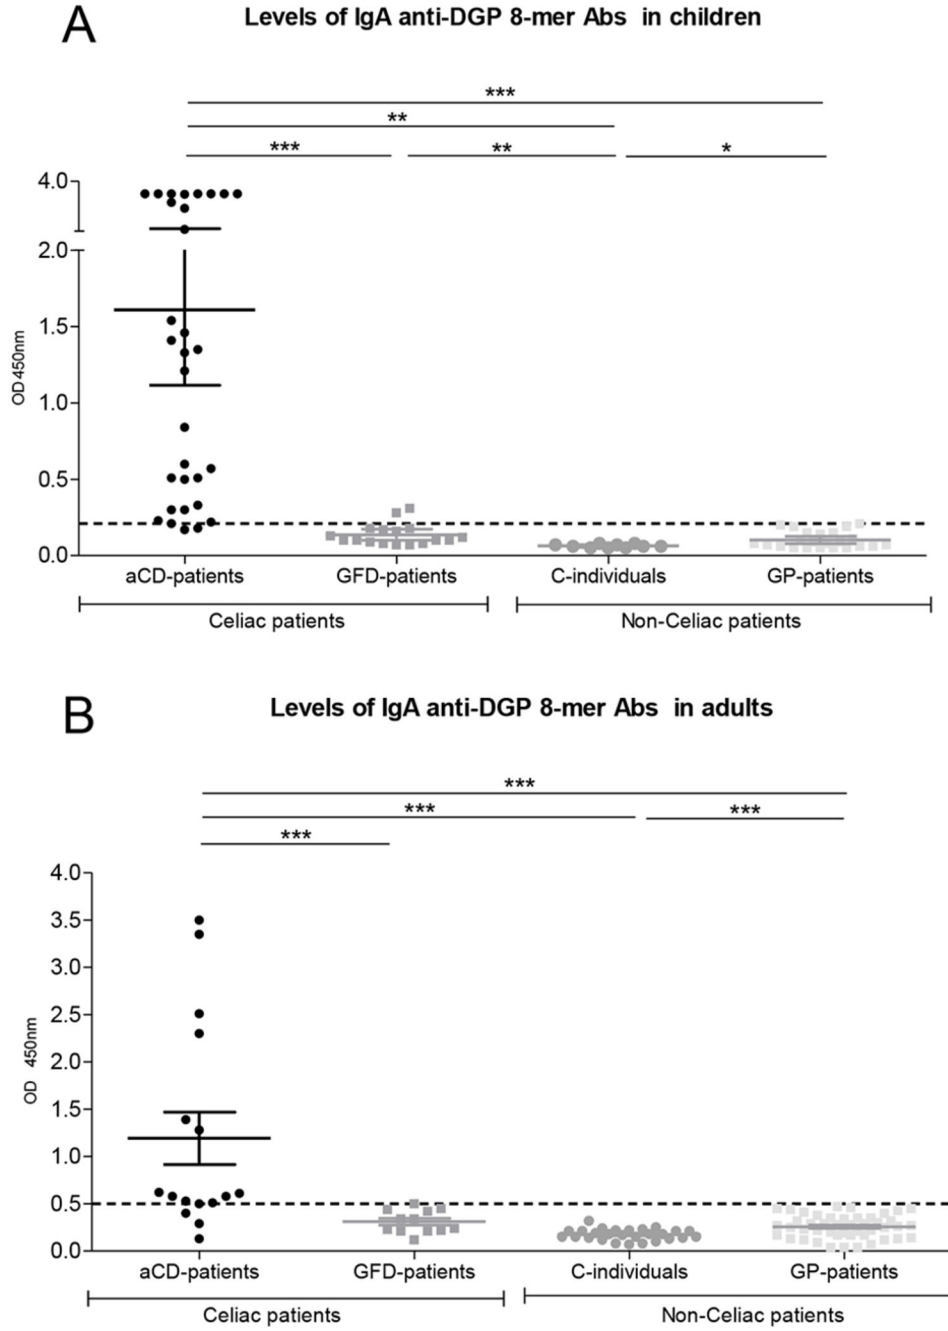 A
Levels of IgA anti-DGP 8-mer Abs in children
***
**
*** ** *
4.0
2.0
1.5
1.0
0.5
0.0
OD 450nm
aCD-patients GFD-patients C-individuals GP-patients
Celiac patients Non-Celiac patients
B
Levels of IgA anti-DGP 8-mer Abs in adults
***
*** ***
***
4.0
3.5
3.0
2.5
2.0
1.5
1.0
0.5
0.0
OD 450nm
aCD-patients GFD-patients C-individuals GP-patients
Celiac patients Non-Celiac patients